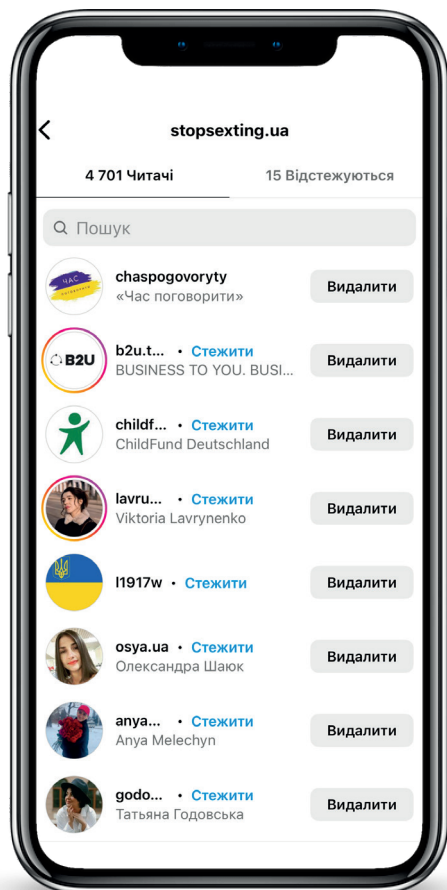 stopsexting.ua
4 701 Читачі
15 Відстежуються
Пошук
ЧАС
chaspogovoryty
«Час поговорити»
Видалити
B2U
b2u.t... • Стежити
BUSINESS TO YOU. BUSI...
Видалити
childf... • Стежити
ChildFund Deutschland
Видалити
lavru... • Стежити
Viktoria Lavrynenko
Видалити
l1917w • Стежити
Видалити
osya.ua • Стежити
Олександра Шаюк
Видалити
anya... • Стежити
Anya Melechyn
Видалити
godo... • Стежити
Татьяна Годовська
Видалити